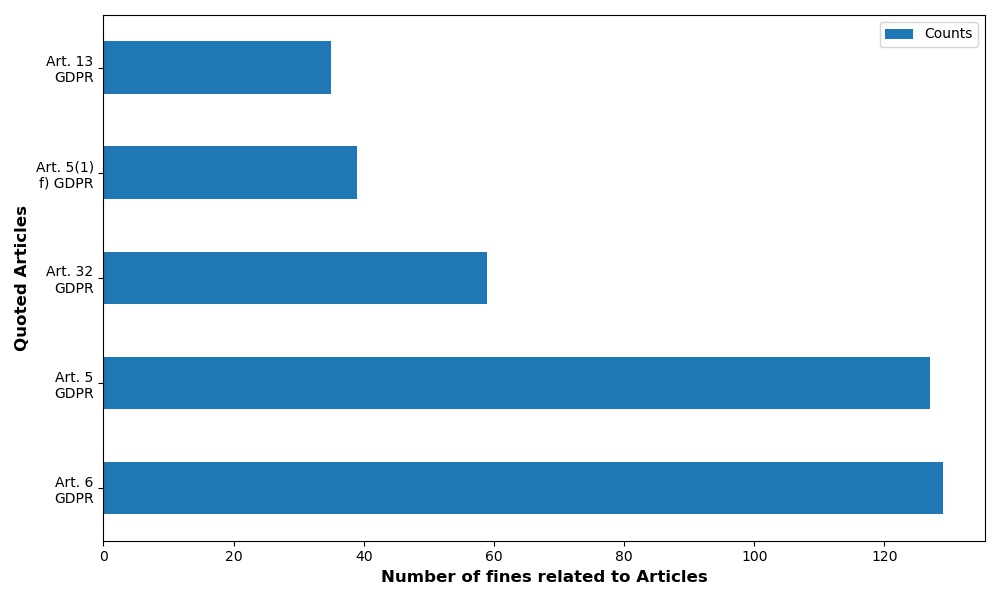 Counts
Art. 13
GDPR
Art. 5(1)
f) GDPR
Art. 32
GDPR
Art. 5
GDPR
Art. 6
GDPR
Quoted Articles
0 20 40 60 80 100 120
Number of fines related to Articles